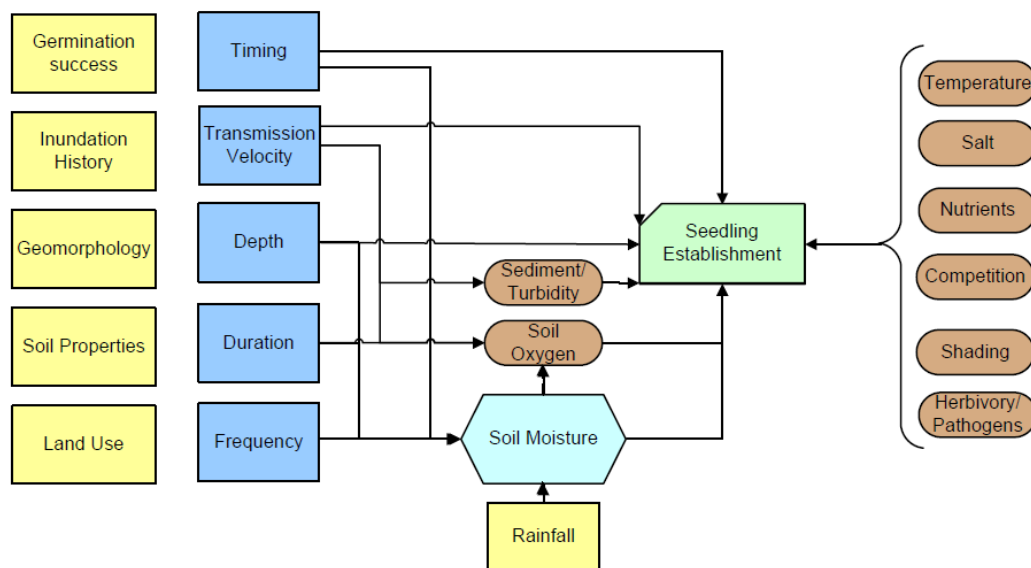 Germination
success
Inundation
History
Geomorphology
Soil Properties
Land Use
Timing
Transmission
Velocity
Depth
Duration
Frequency
Sediment/
Turbidity
Soil
Oxygen
Soil Moisture
Rainfall
Seedling
Establishment
Temperature
Salt
Nutrients
Competition
Shading
Herbivory/
Pathogens